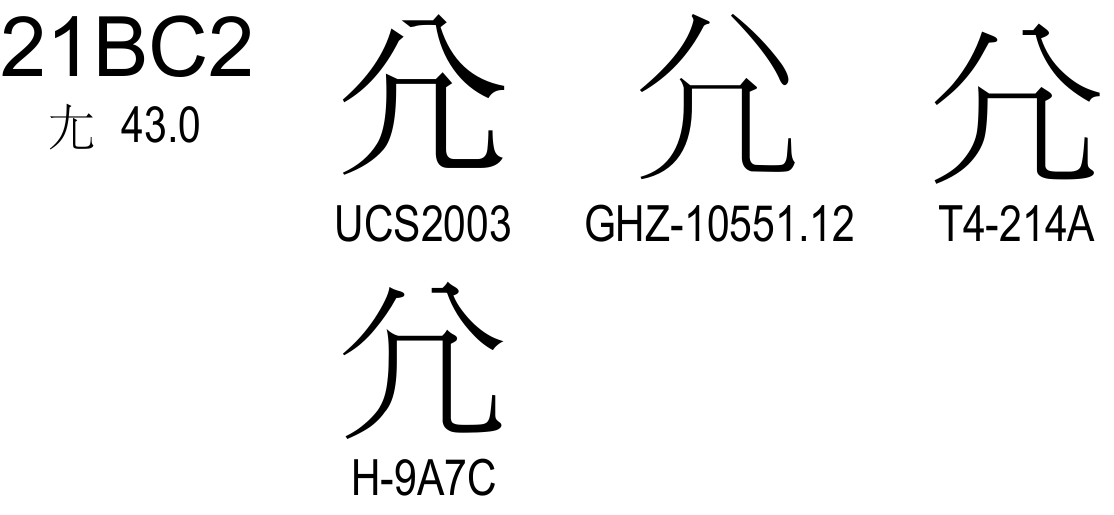 21BC2
尢 43.0
𡯂 𡯂 𡯂
UCS2003 GHZ-10551.12 T4-214A
𡯂
H-9A7C